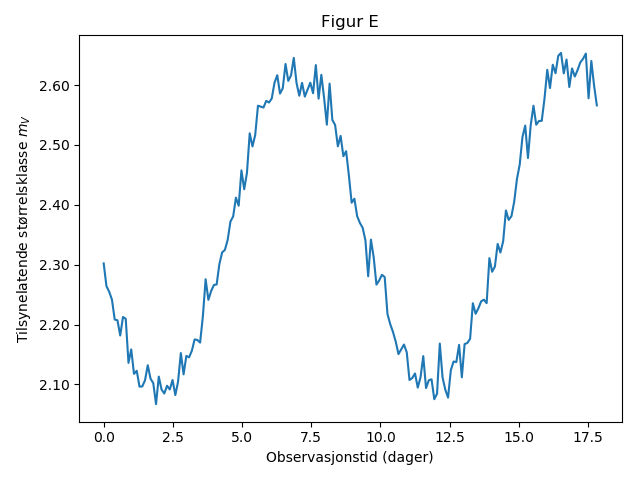 Figur E
Tilsynelatende størrelsklasse $m_V$
2.60
2.50
2.40
2.30
2.20
2.10
0.0 2.5 5.0 7.5 10.0 12.5 15.0 17.5
Observasjonstid (dager)